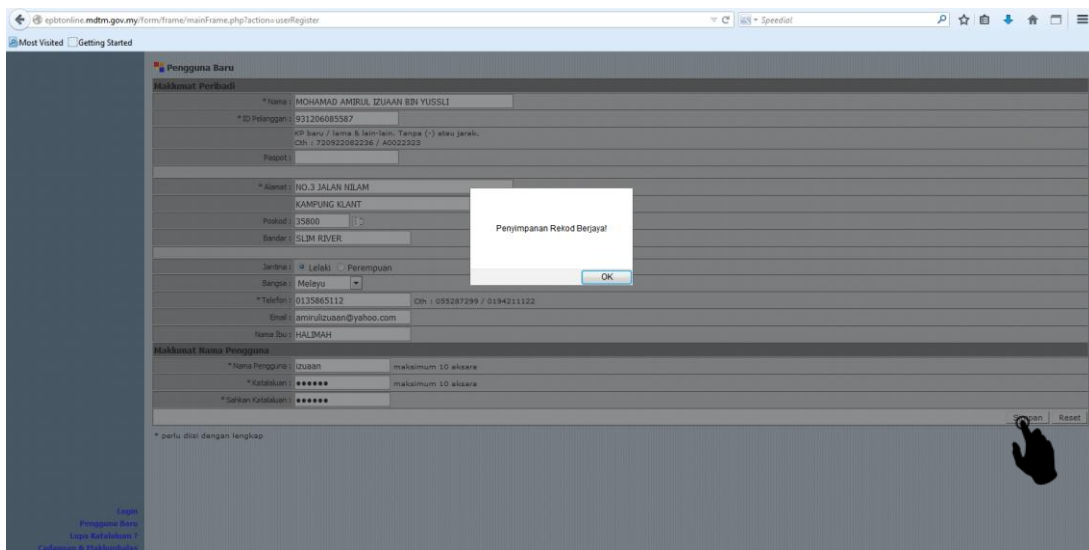 epbtonline.mdtm.gov.my/form/frame/mainFrame.php?action=userRegister
Speedial
Most Visited Getting Started
Pengguna Baru
Maklumat Peribadi
* Nama : MOHAMAD AMIRUL IZUAAN BIN YUSSLI
* ID Pelanggan : 931206085587
KP baru / lama & lain-lain. Tanpa (-) atau jarak.
Cth : 720922082236 / A0022323
Paspot :
* Alamat : NO.3 JALAN NILAM
KAMPUNG KLANT
Poskod : 35800
Bandar : SLIM RIVER
Penyimpanan Rekod Berjaya!
OK
Jantina : Lelaki Perempuan
Bangsa : Melayu
* Telefon : 0135865112 Cth : 055287299 / 0194211122
Email : amirulizuaan@yahoo.com
Nama Ibu : HALIMAH
Maklumat Nama Pengguna
* Nama Pengguna : izuaan maksimum 10 aksara
* Katalaluan : ●●●●●● maksimum 10 aksara
* Sahkan Katalaluan : ●●●●●●
Simpan Reset
* perlu diisi dengan lengkap
Login
Pengguna Baru
Lupa Katalaluan ?
Cadangan & Maklumbalas